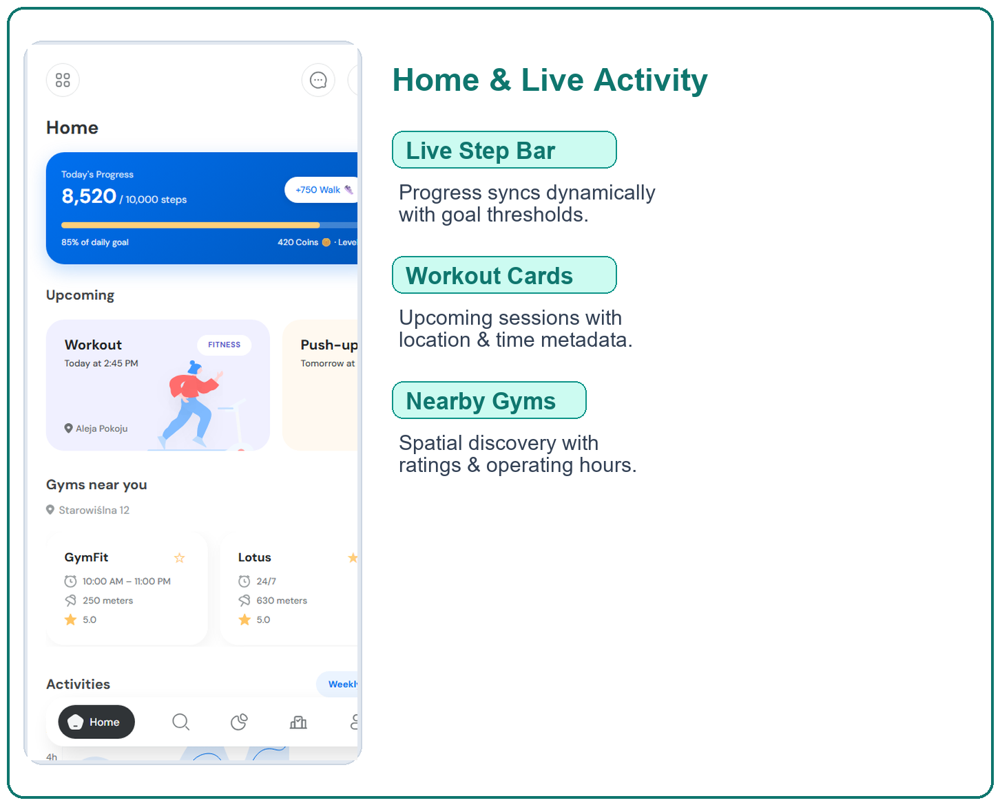 Home
Today's Progress
8,520 / 10,000 steps
+750 Walk
85% of daily goal
420 Coins · Level
Upcoming
Workout
FITNESS
Today at 2:45 PM
Aleja Pokoju
Push-up
Tomorrow at
Gyms near you
Starowiślna 12
GymFit
10:00 AM – 11:00 PM
250 meters
5.0
Lotus
24/7
630 meters
5.0
Activities
Weekly
Home
4h
Home & Live Activity
Live Step Bar
Progress syncs dynamically
with goal thresholds.
Workout Cards
Upcoming sessions with
location & time metadata.
Nearby Gyms
Spatial discovery with
ratings & operating hours.